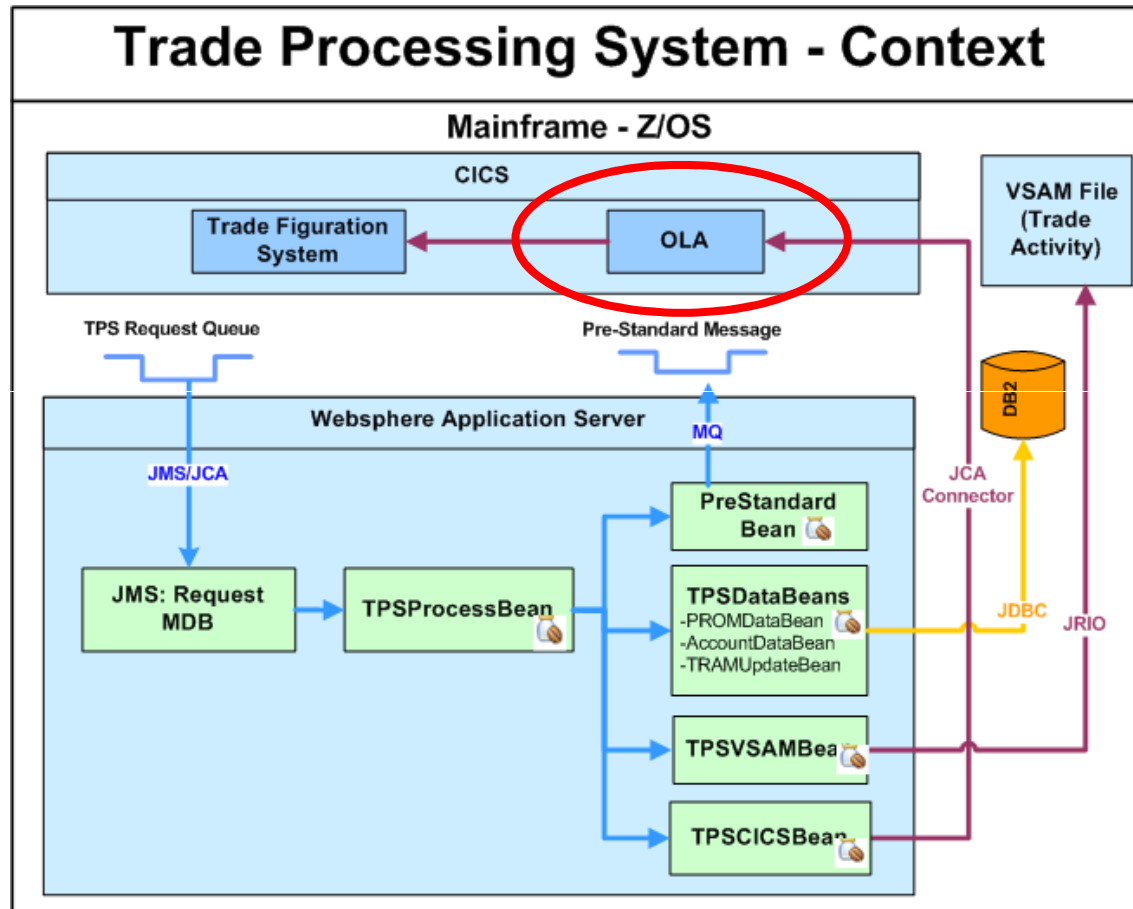 Trade Processing System - Context
Mainframe - Z/OS
CICS
Trade Figuration
System
OLA
VSAM File
(Trade
Activity)
TPS Request Queue
Pre-Standard Message
DB2
Websphere Application Server
MQ
JMS/JCA
JCA
Connector
PreStandard
Bean
JMS: Request
MDB
TPSProcessBean
TPSDataBeans
-PROMDataBean
-AccountDataBean
-TRAMUpdateBean
JDBC
JRIO
TPSVSAMBean
TPSCICSBean